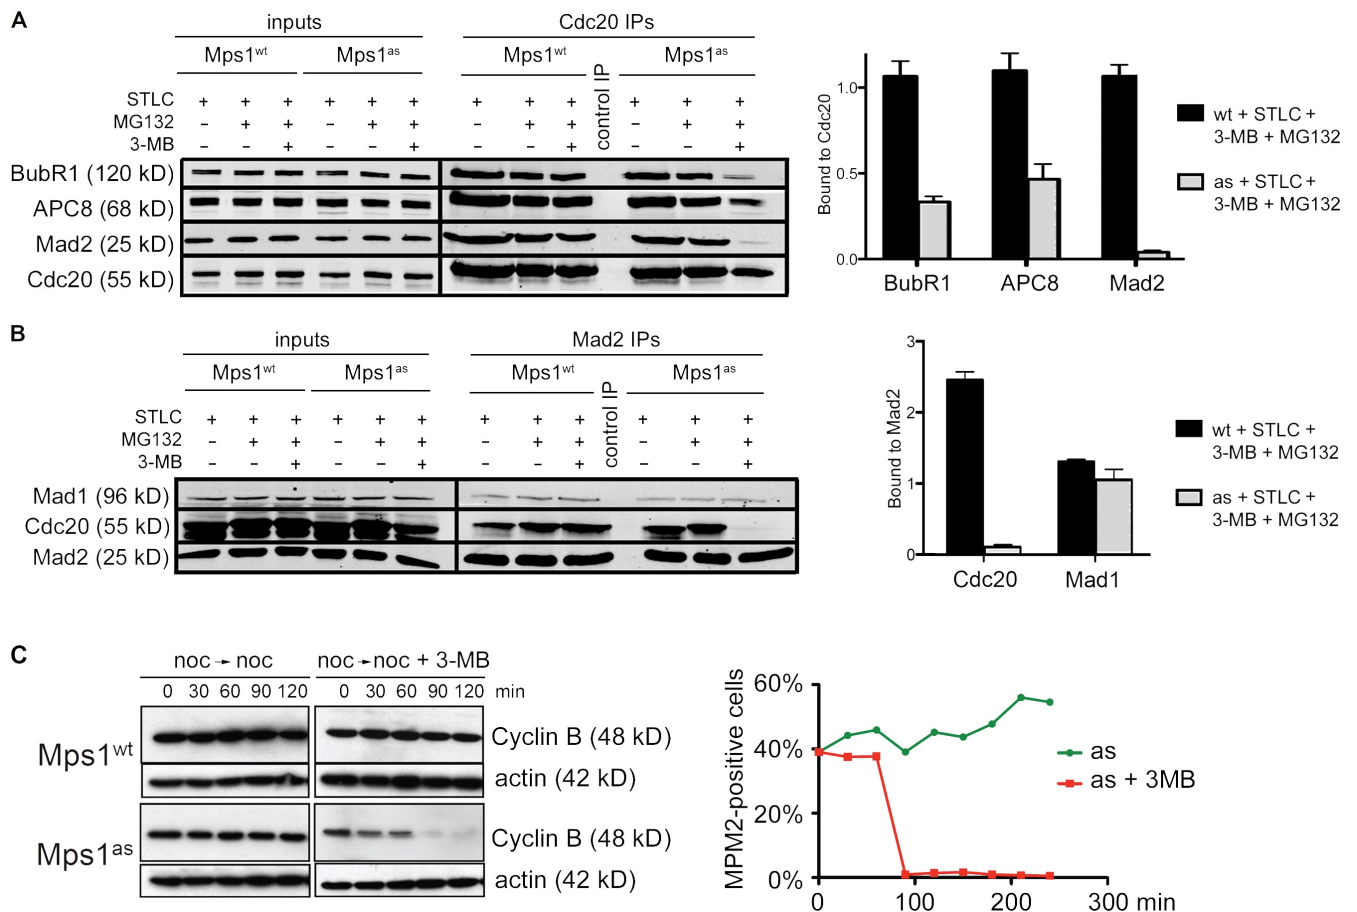 A
inputs
Cdc20 IPs
Mps1wt
Mps1as
Mps1wt
control IP
Mps1as
STLC + + + + + + + + + + + +
MG132 - + + - + + - + + - + +
3-MB - - + - - + - - + - - +
BubR1 (120 kD)
APC8 (68 kD)
Mad2 (25 kD)
Cdc20 (55 kD)
Bound to Cdc20
1.0
0.5
0.0
BubR1 APC8 Mad2
wt + STLC +
3-MB + MG132
as + STLC +
3-MB + MG132
B
inputs
Mad2 IPs
Mps1wt
Mps1as
Mps1wt
control IP
Mps1as
STLC + + + + + + + + + + + +
MG132 - + + - + + - + + - + +
3-MB - - + - - + - - + - - +
Mad1 (96 kD)
Cdc20 (55 kD)
Mad2 (25 kD)
Bound to Mad2
3
2
1
0
Cdc20 Mad1
wt + STLC +
3-MB + MG132
as + STLC +
3-MB + MG132
C
noc→noc
noc→noc + 3-MB
0 30 60 90 120 0 30 60 90 120 min
Mps1wt
Cyclin B (48 kD)
actin (42 kD)
Mps1as
Cyclin B (48 kD)
actin (42 kD)
MPM2-positive cells
60%
40%
20%
0%
0 100 200 300 min
as
as + 3MB